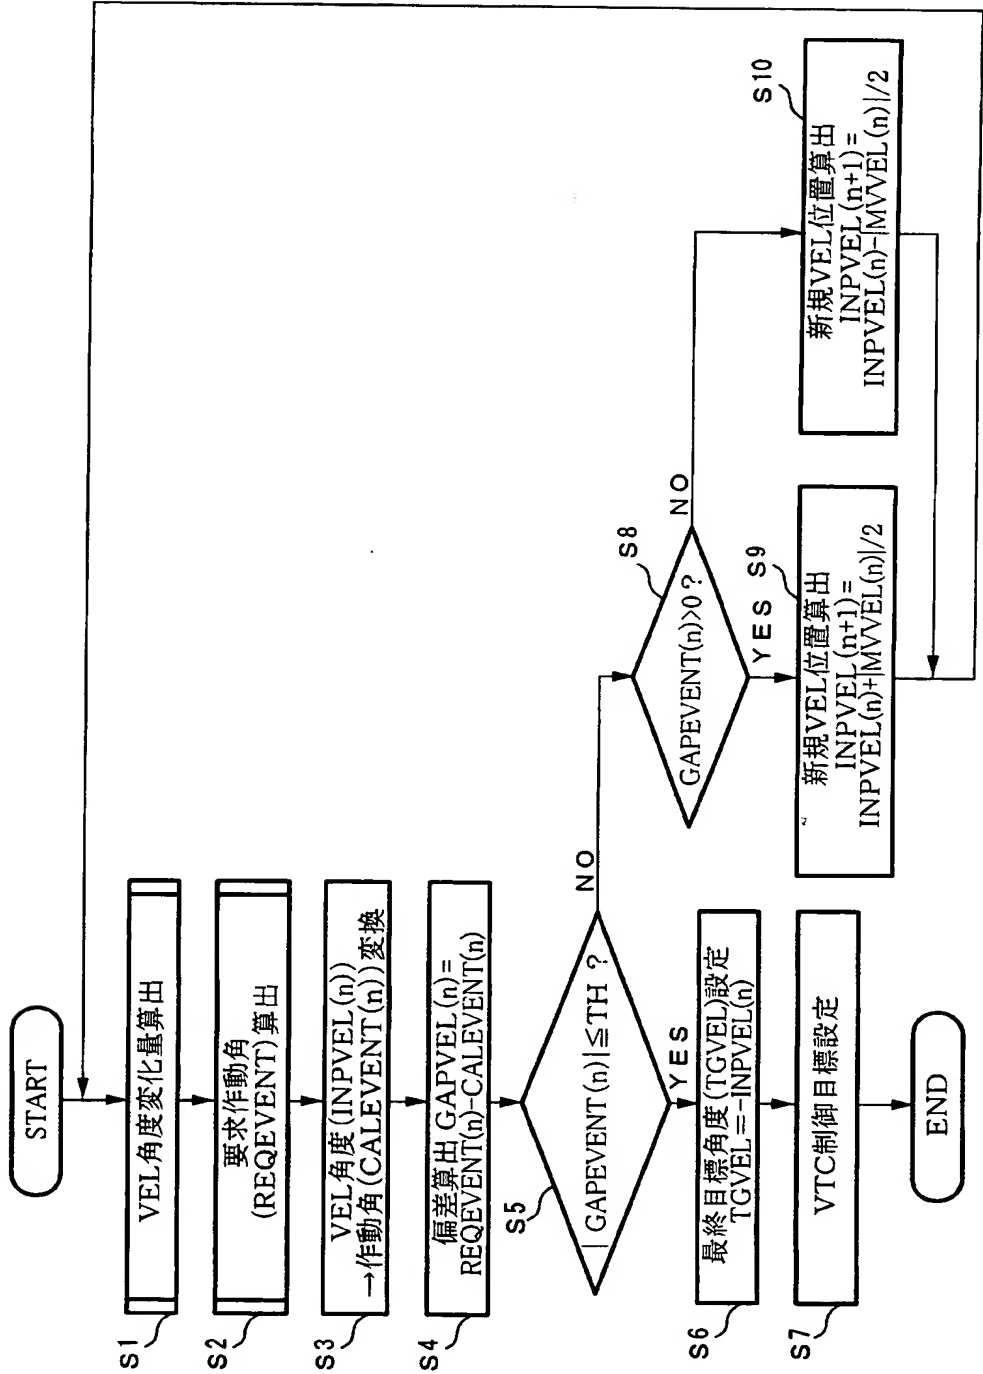 START
S1
VEL角度変化量算出
S2
要求作動角
(REQEVENT)算出
S3
VEL角度(INPVEL(n))
→作動角(CALEVENT(n))変換
S4
偏差算出 GAPVEL(n)=
REQEVENT(n)-CALEVENT(n)
S5
|GAPEVENT(n)|≦TH ?
NO
YES
S6
最終目標角度(TGVEL)設定
TGVEL=-INPVEL(n)
S7
VTC制御目標設定
END
S8
GAPEVENT(n)>0?
NO
YES
S9
新規VEL位置算出
INPVEL(n+1)=
INPVEL(n)+|MVVEL(n)|/2
S10
新規VEL位置算出
INPVEL(n+1)=
INPVEL(n)-|MVVEL(n)|/2